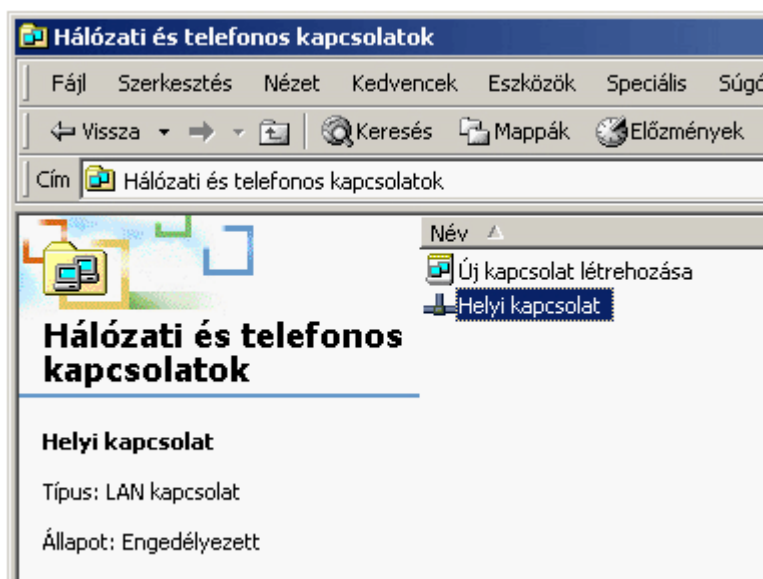 Hálózati és telefonos kapcsolatok
Fájl Szerkesztés Nézet Kedvencek Eszközök Speciális Súgó
Vissza Keresés Mappák Előzmények
Cím Hálózati és telefonos kapcsolatok
Név
Új kapcsolat létrehozása
Helyi kapcsolat
Hálózati és telefonos
kapcsolatok
Helyi kapcsolat
Típus: LAN kapcsolat
Állapot: Engedélyezett